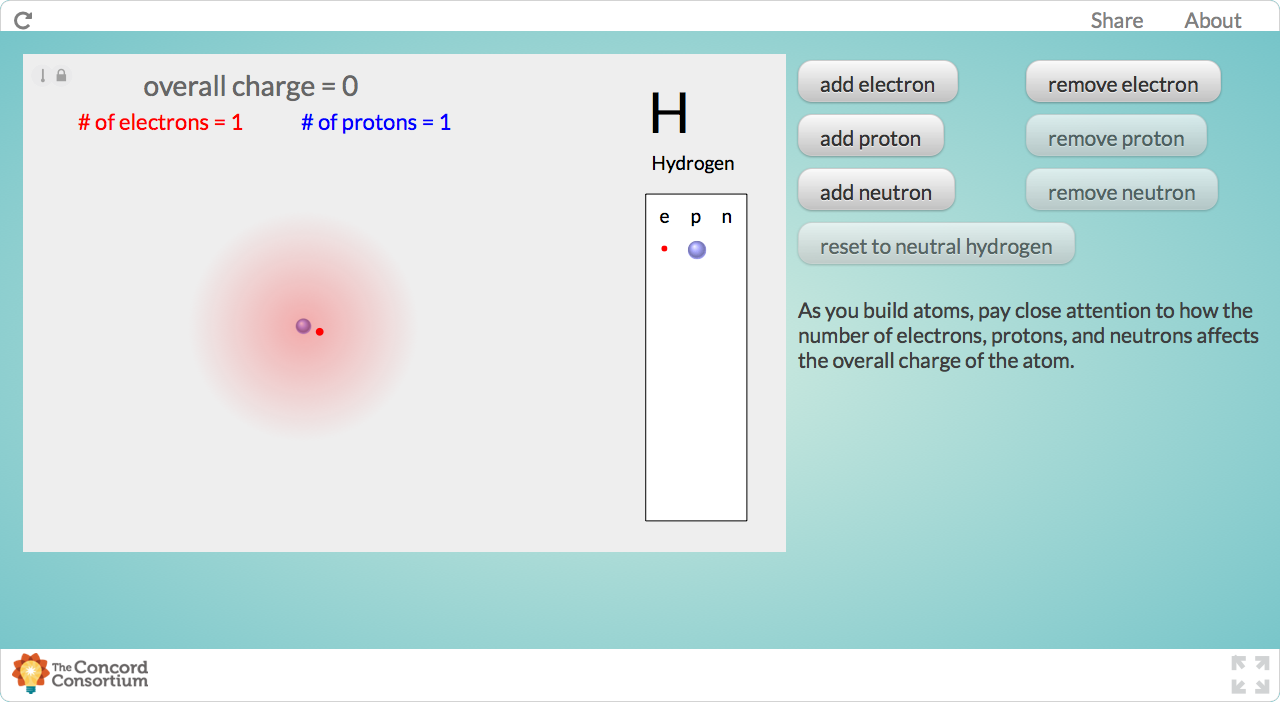 Share About
overall charge = 0
# of electrons = 1 # of protons = 1
H
Hydrogen
e p n
add electron remove electron
add proton remove proton
add neutron remove neutron
reset to neutral hydrogen
As you build atoms, pay close attention to how the
number of electrons, protons, and neutrons affects
the overall charge of the atom.
The Concord
Consortium